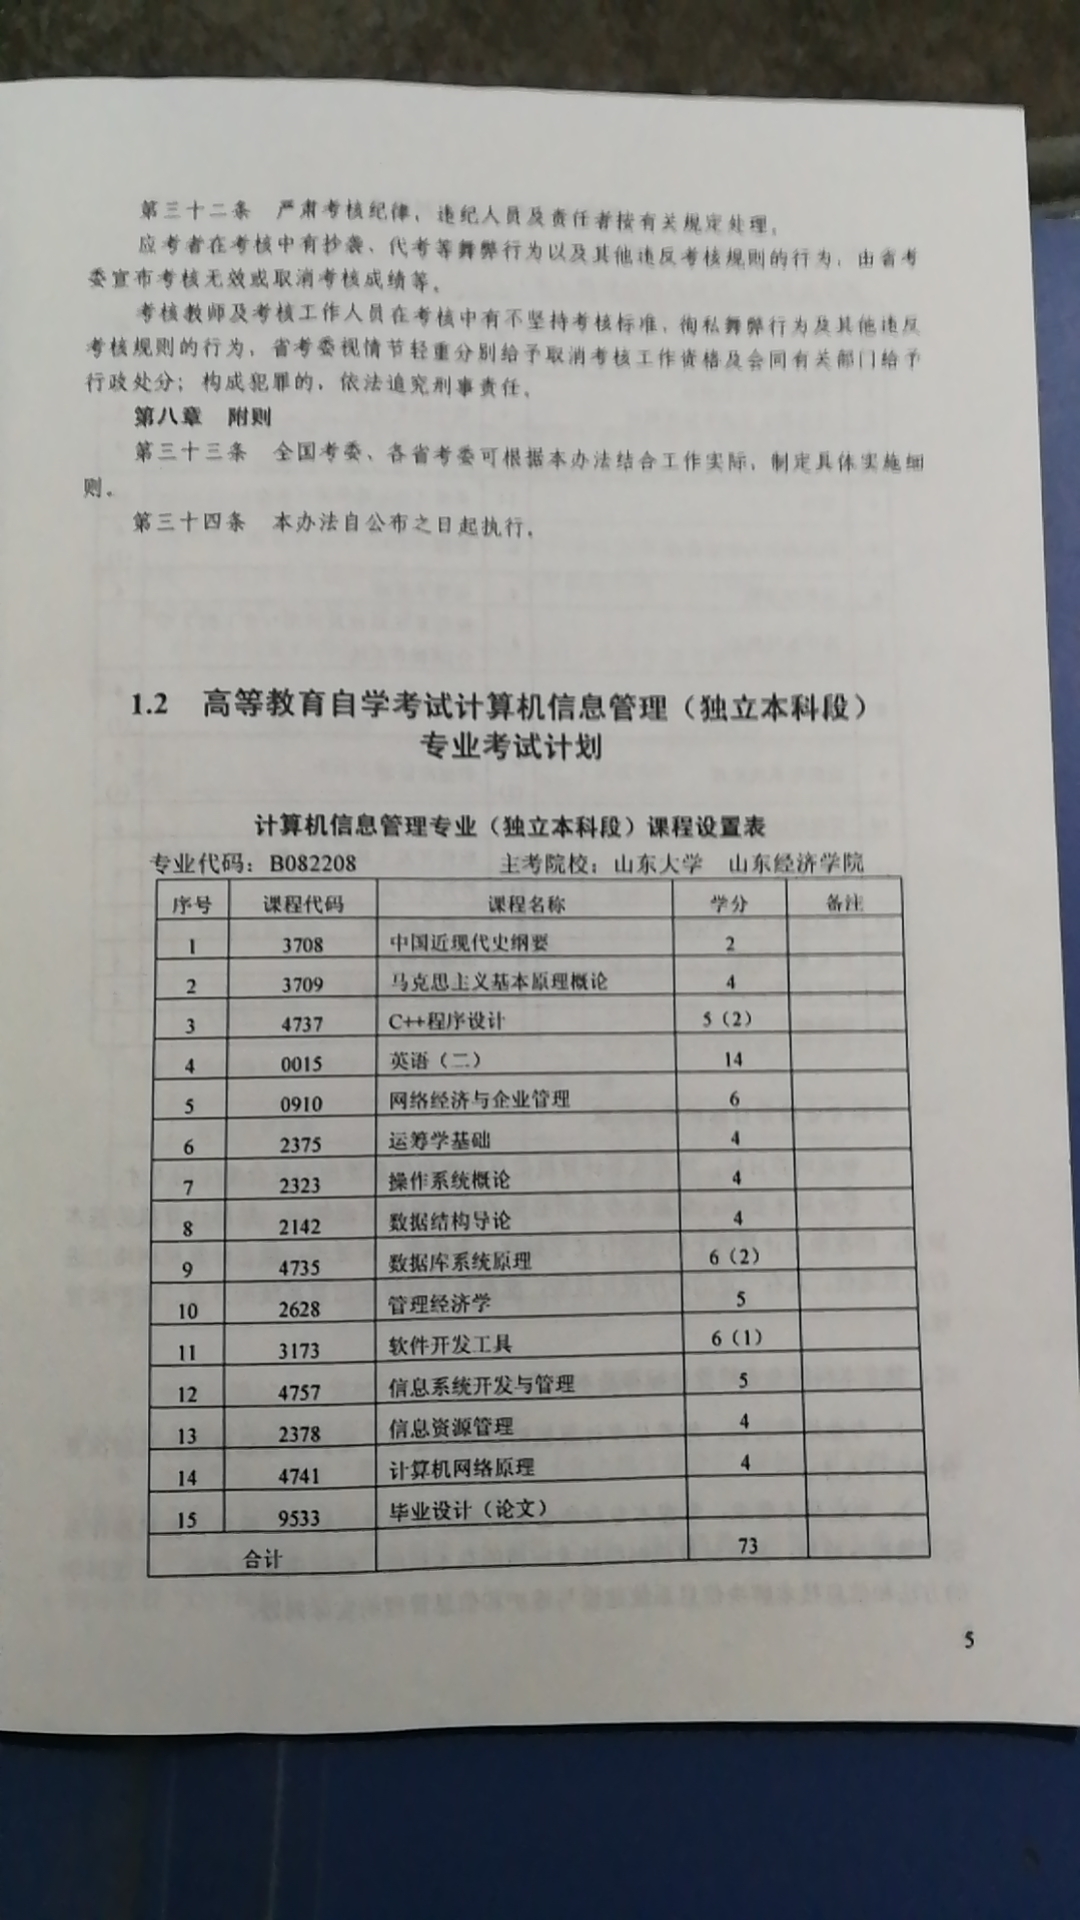 第三十二条 严肃考核纪律，违纪人员及责任者按有关规定处理。
应考者在考核中有抄袭、代考等舞弊行为以及其他违反考核规则的行为，由省考
委宣布考核无效或取消考核成绩等。
考核教师及考核工作人员在考核中有不坚持考核标准，徇私舞弊行为及其他违反
考核规则的行为，省考委视情节轻重分别给予取消考核工作资格及会同有关部门给予
行政处分；构成犯罪的，依法追究刑事责任。
第八章 附则
第三十三条 全国考委、各省考委可根据本办法结合工作实际，制定具体实施细
则。
第三十四条 本办法自公布之日起执行。
1.2 高等教育自学考试计算机信息管理（独立本科段）
专业考试计划
计算机信息管理专业（独立本科段）课程设置表
专业代码：B082208 主考院校：山东大学 山东经济学院
序号 课程代码 课程名称 学分 备注
1 3708 中国近现代史纲要 2
2 3709 马克思主义基本原理概论 4
3 4737 C++程序设计 5（2）
4 0015 英语（二） 14
5 0910 网络经济与企业管理 6
6 2375 运筹学基础 4
7 2323 操作系统概论 4
8 2142 数据结构导论 4
9 4735 数据库系统原理 6（2）
10 2628 管理经济学 5
11 3173 软件开发工具 6（1）
12 4757 信息系统开发与管理 5
13 2378 信息资源管理 4
14 4741 计算机网络原理 4
15 9533 毕业设计（论文）
合计 73
5